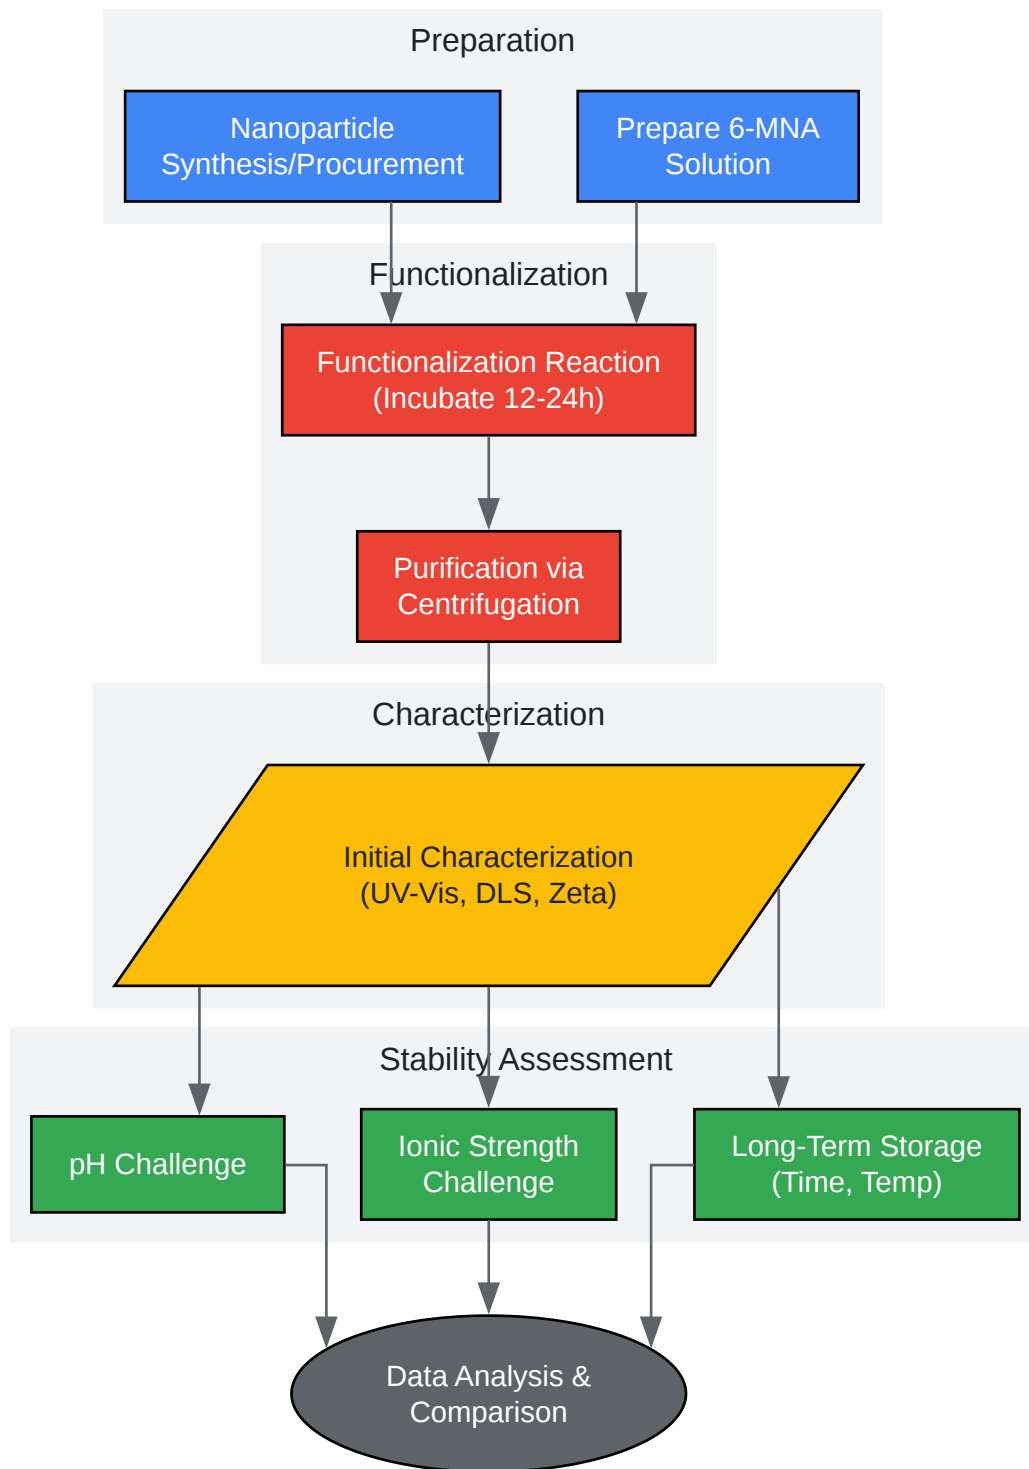 Preparation
Nanoparticle
Synthesis/Procurement
Prepare 6-MNA
Solution
Functionalization
Functionalization Reaction
(Incubate 12-24h)
Purification via
Centrifugation
Characterization
Initial Characterization
(UV-Vis, DLS, Zeta)
Stability Assessment
pH Challenge
Ionic Strength
Challenge
Long-Term Storage
(Time, Temp)
Data Analysis &
Comparison